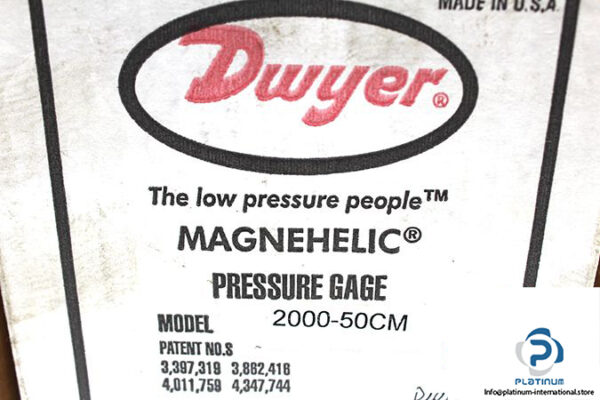 MADE IN U.S.A.
Dwyer®
The low pressure people™
MAGNEHELIC®
PRESSURE GAGE
MODEL 2000-50CM
PATENT NO.S
3,397,319 3,862,416
4,011,759 4,347,744
PLATINUM
Info@platinum-international.store